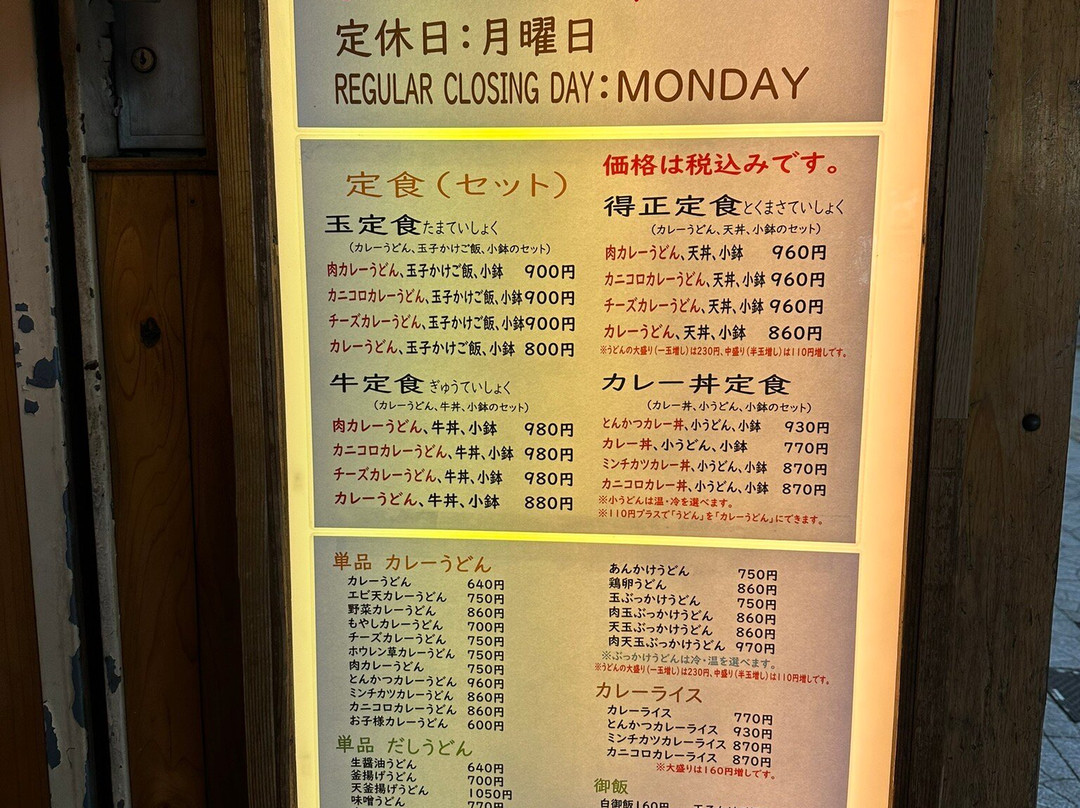 定休日：月曜日
REGULAR CLOSING DAY：MONDAY
定食（セット）
玉定食たまていしょく
（カレーうどん、玉子かけご飯、小鉢のセット）
肉カレーうどん、玉子かけご飯、小鉢 900円
カニコロカレーうどん、玉子かけご飯、小鉢900円
チーズカレーうどん、玉子かけご飯、小鉢900円
カレーうどん、玉子かけご飯、小鉢 800円
牛定食ぎゅうていしょく
（カレーうどん、牛丼、小鉢のセット）
肉カレーうどん、牛丼、小鉢 980円
カニコロカレーうどん、牛丼、小鉢 980円
チーズカレーうどん、牛丼、小鉢 980円
カレーうどん、牛丼、小鉢 880円
価格は税込みです。
得正定食とくまさていしょく
（カレーうどん、天丼、小鉢のセット）
肉カレーうどん、天丼、小鉢 960円
カニコロカレーうどん、天丼、小鉢 960円
チーズカレーうどん、天丼、小鉢 960円
カレーうどん、天丼、小鉢 860円
※うどんの大盛り（一玉増し）は230円、中盛り（半玉増し）は110円増しです。
カレー丼定食
（カレー丼、小うどん、小鉢のセット）
とんかつカレー丼、小うどん、小鉢 930円
カレー丼、小うどん、小鉢 770円
ミンチカツカレー丼、小うどん、小鉢 870円
カニコロカレー丼、小うどん、小鉢 870円
※小うどんは温・冷を選べます。
※110円プラスで「うどん」を「カレーうどん」にできます。
単品 カレーうどん
カレーうどん 640円
エビ天カレーうどん 750円
野菜カレーうどん 860円
もやしカレーうどん 700円
チーズカレーうどん 750円
ホウレン草カレーうどん 750円
肉カレーうどん 750円
とんかつカレーうどん 960円
ミンチカツカレーうどん 860円
カニコロカレーうどん 860円
お子様カレーうどん 600円
単品 だしうどん
生醤油うどん 640円
釜揚げうどん 700円
天釜揚げうどん 1050円
味噌うどん 770円
あんかけうどん 750円
鶏卵うどん 860円
玉ぶっかけうどん 750円
肉玉ぶっかけうどん 860円
天玉ぶっかけうどん 860円
肉天玉ぶっかけうどん 970円
※ぶっかけうどんは冷・温を選べます。
※うどんの大盛り（一玉増し）は230円、中盛り（半玉増し）は110円増しです。
カレーライス
カレーライス 770円
とんかつカレーライス 930円
ミンチカツカレーライス 870円
カニコロカレーライス 870円
※大盛りは160円増しです。
御飯
白御飯160円